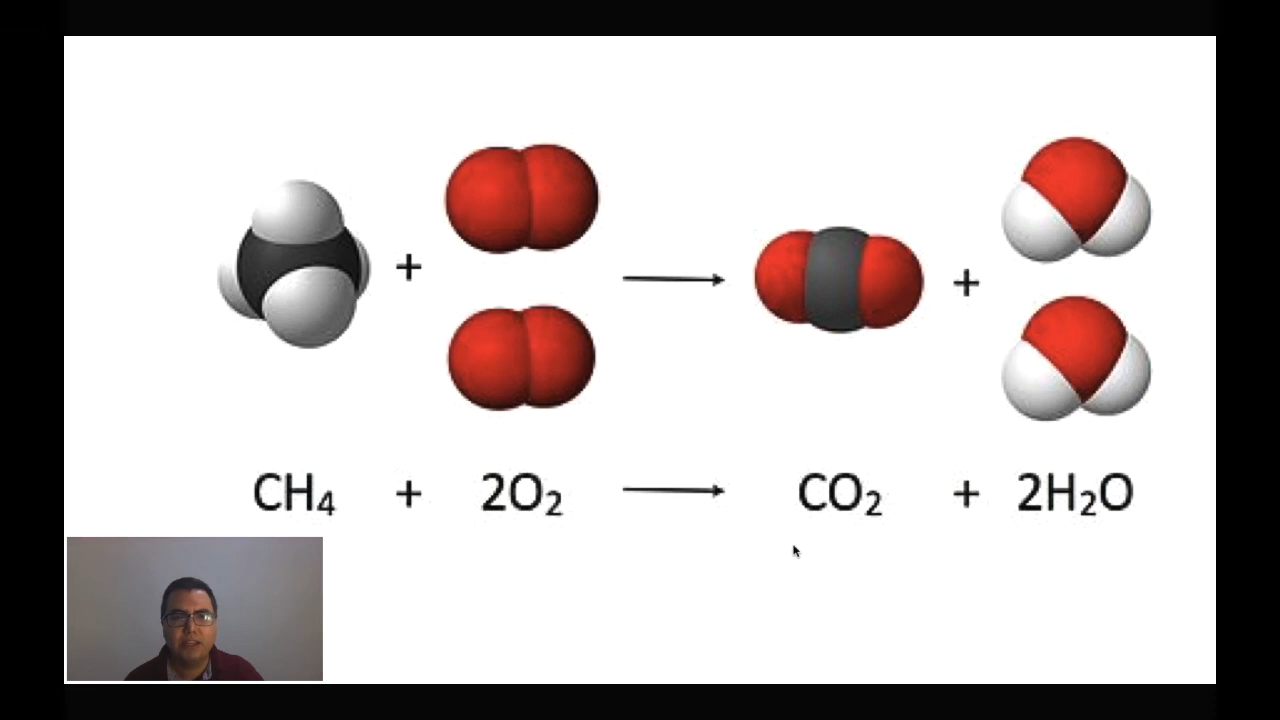 + +
CH₄ + 2O₂ ⟶ CO₂ + 2H₂O